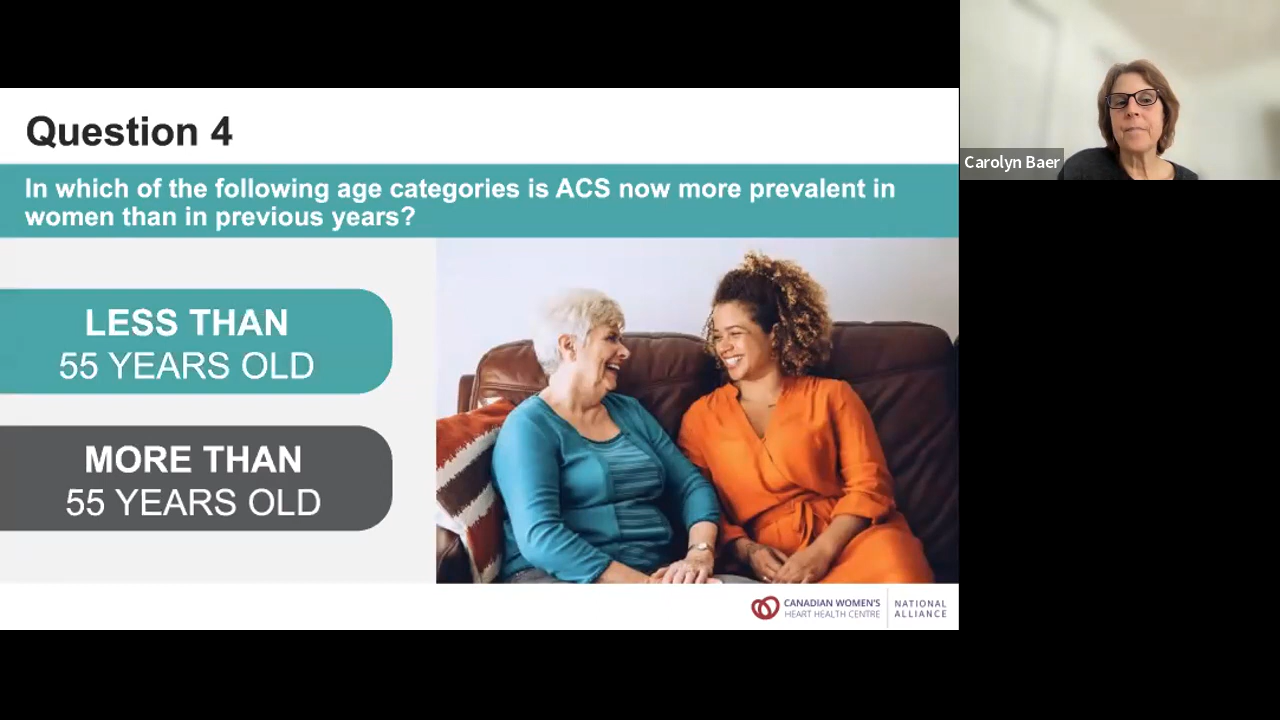 Question 4
In which of the following age categories is ACS now more prevalent in
women than in previous years?
LESS THAN
55 YEARS OLD
MORE THAN
55 YEARS OLD
CANADIAN WOMEN'S
HEART HEALTH CENTRE
NATIONAL
ALLIANCE
Carolyn Baer